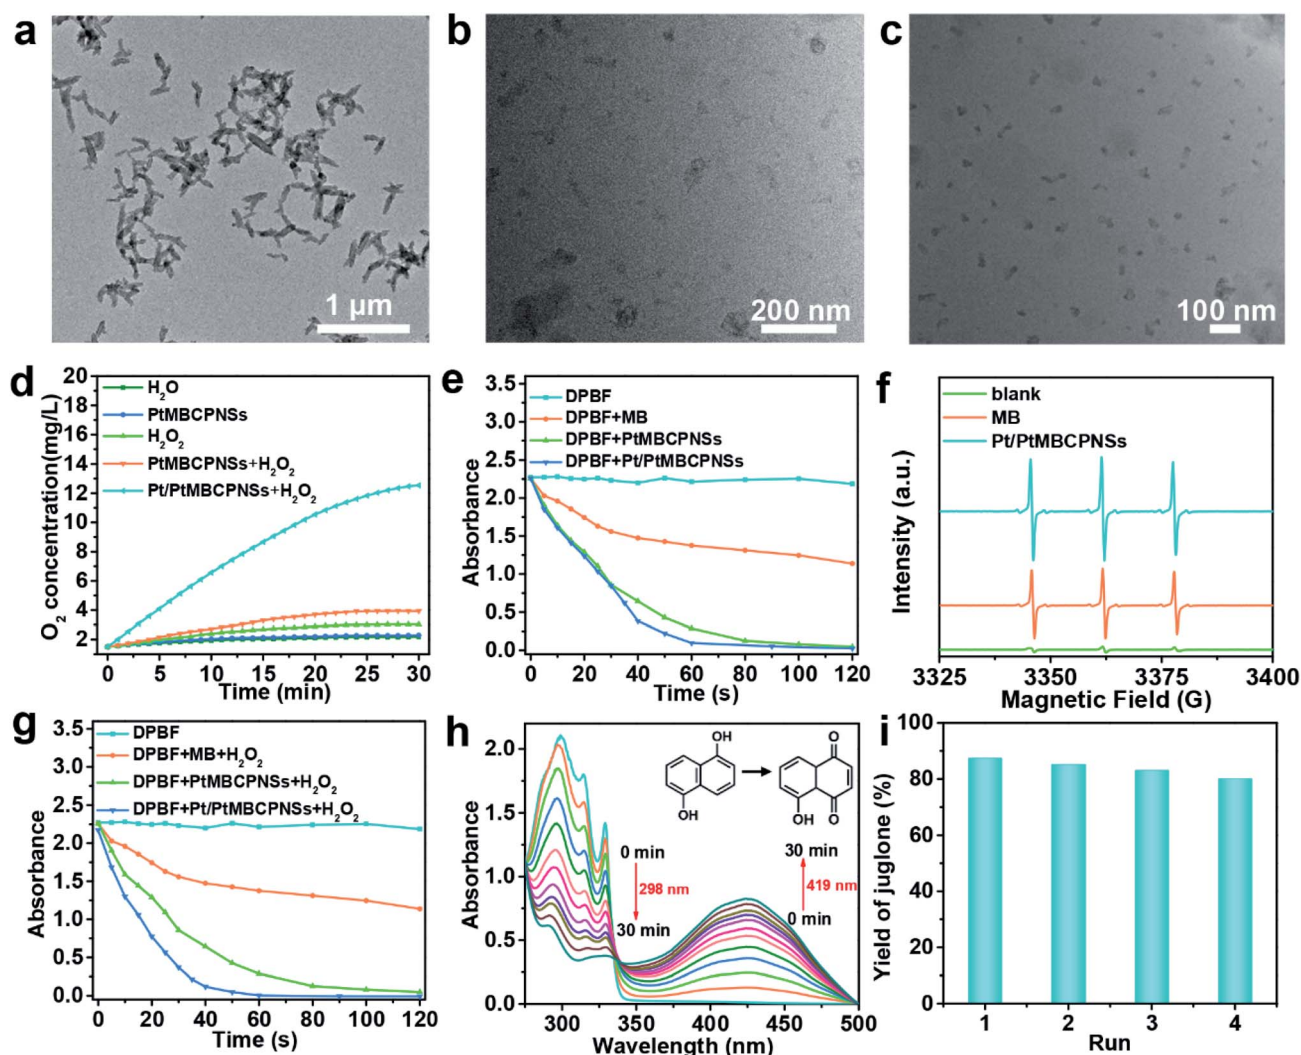 a
1 μm
b
200 nm
c
100 nm
d
O₂ concentration(mg/L)
20
18
16
14
12
10
8
6
4
2
H₂O
PtMBCPNSs
H₂O₂
PtMBCPNSs+H₂O₂
Pt/PtMBCPNSs+H₂O₂
0 5 10 15 20 25 30
Time (min)
e
Absorbance
3.5
3.0
2.5
2.0
1.5
1.0
0.5
0.0
DPBF
DPBF+MB
DPBF+PtMBCPNSs
DPBF+Pt/PtMBCPNSs
0 20 40 60 80 100 120
Time (s)
f
Intensity (a.u.)
blank
MB
Pt/PtMBCPNSs
3325 3350 3375 3400
Magnetic Field (G)
g
Absorbance
3.5
3.0
2.5
2.0
1.5
1.0
0.5
0.0
DPBF
DPBF+MB+H₂O₂
DPBF+PtMBCPNSs+H₂O₂
DPBF+Pt/PtMBCPNSs+H₂O₂
0 20 40 60 80 100 120
Time (s)
h
Absorbance
2.0
1.5
1.0
0.5
0.0
OH
OH
O
OH O
0 min
298 nm
30 min
30 min
419 nm
0 min
300 350 400 450 500
Wavelength (nm)
i
Yield of juglone (%)
100
80
60
40
20
0
1 2 3 4
Run